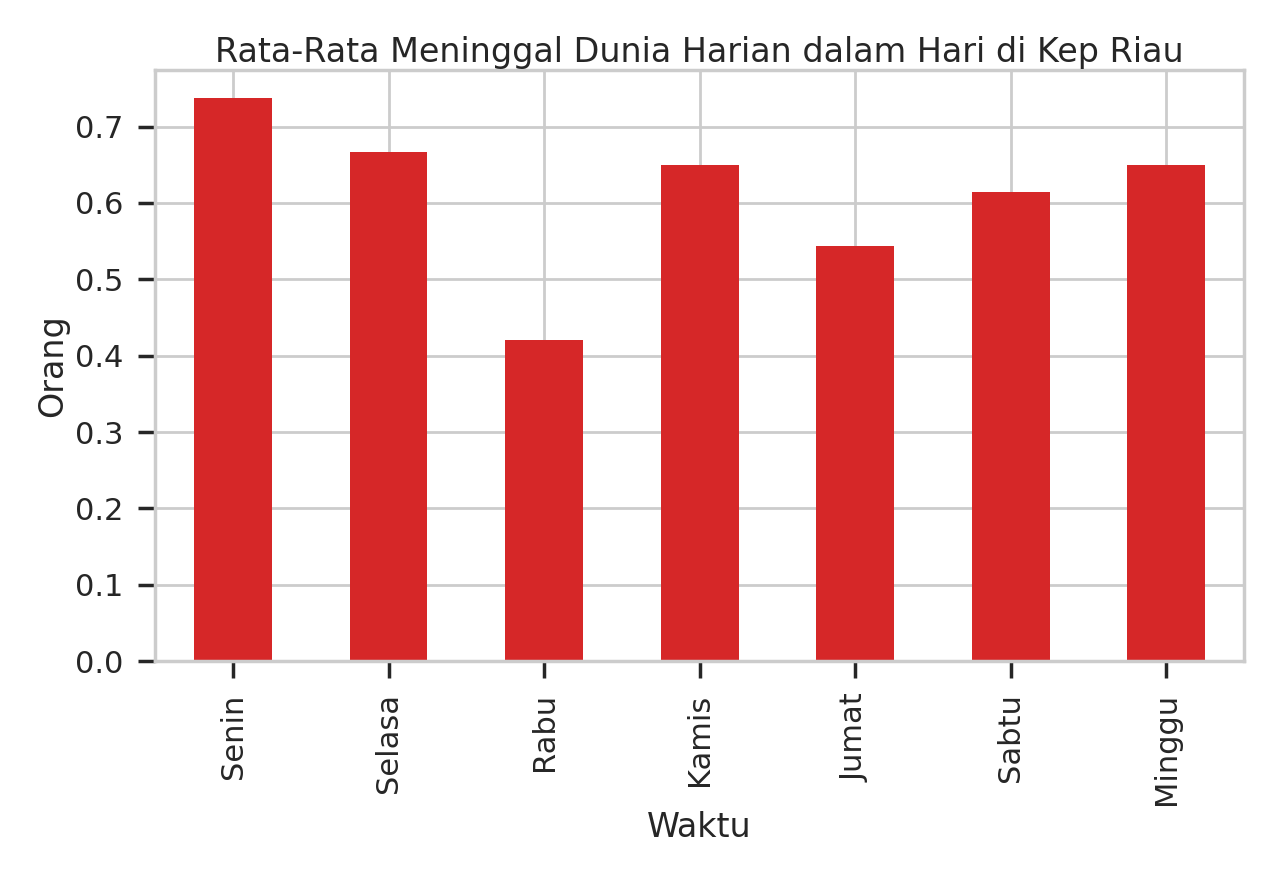 Rata-Rata Meninggal Dunia Harian dalam Hari di Kep Riau
0.7
0.6
0.5
0.4
0.3
0.2
0.1
0.0
Orang
Senin
Selasa
Rabu
Kamis
Jumat
Sabtu
Minggu
Waktu